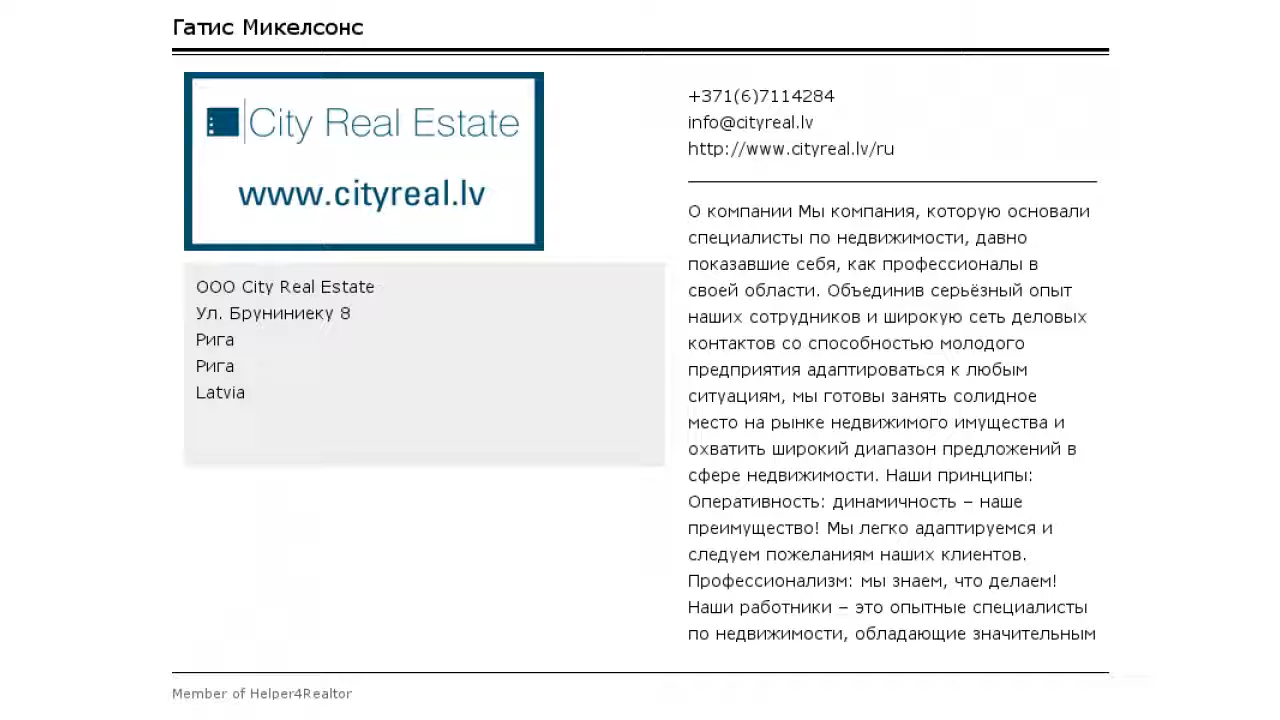 Гатис Микелсонс
City Real Estate
www.cityreal.lv
ООО City Real Estate
Ул. Бруниниеку 8
Рига
Рига
Latvia
+371(6)7114284
info@cityreal.lv
http://www.cityreal.lv/ru
О компании Мы компания, которую основали
специалисты по недвижимости, давно
показавшие себя, как профессионалы в
своей области. Объединив серьёзный опыт
наших сотрудников и широкую сеть деловых
контактов со способностью молодого
предприятия адаптироваться к любым
ситуациям, мы готовы занять солидное
место на рынке недвижимого имущества и
охватить широкий диапазон предложений в
сфере недвижимости. Наши принципы:
Оперативность: динамичность – наше
преимущество! Мы легко адаптируемся и
следуем пожеланиям наших клиентов.
Профессионализм: мы знаем, что делаем!
Наши работники – это опытные специалисты
по недвижимости, обладающие значительным
Member of Helper4Realtor